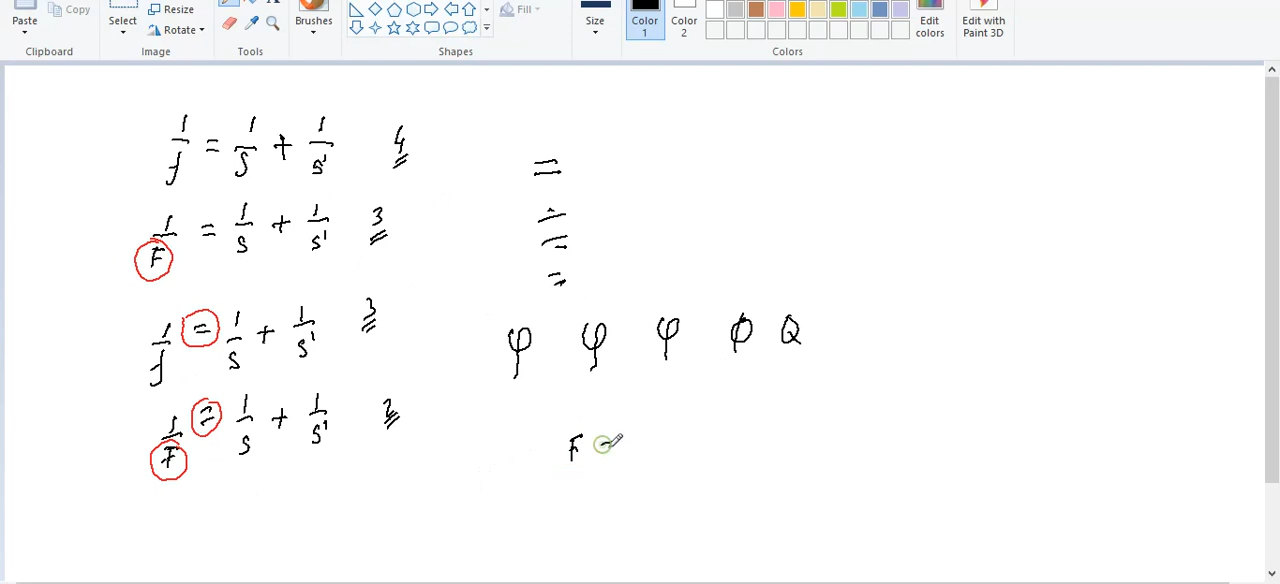 Copy
Resize
Paste
Select
Rotate
Brushes
Fill
Size
Color 1
Color 2
Edit colors
Edit with Paint 3D
Clipboard
Image
Tools
Shapes
Colors
1/f = 1/s + 1/s' 4
=
1/F = 1/s + 1/s' 3
=
=
1/f = 1/s + 1/s' 3
φ φ φ ϕ Q
1/F = 1/s + 1/s' 2
F